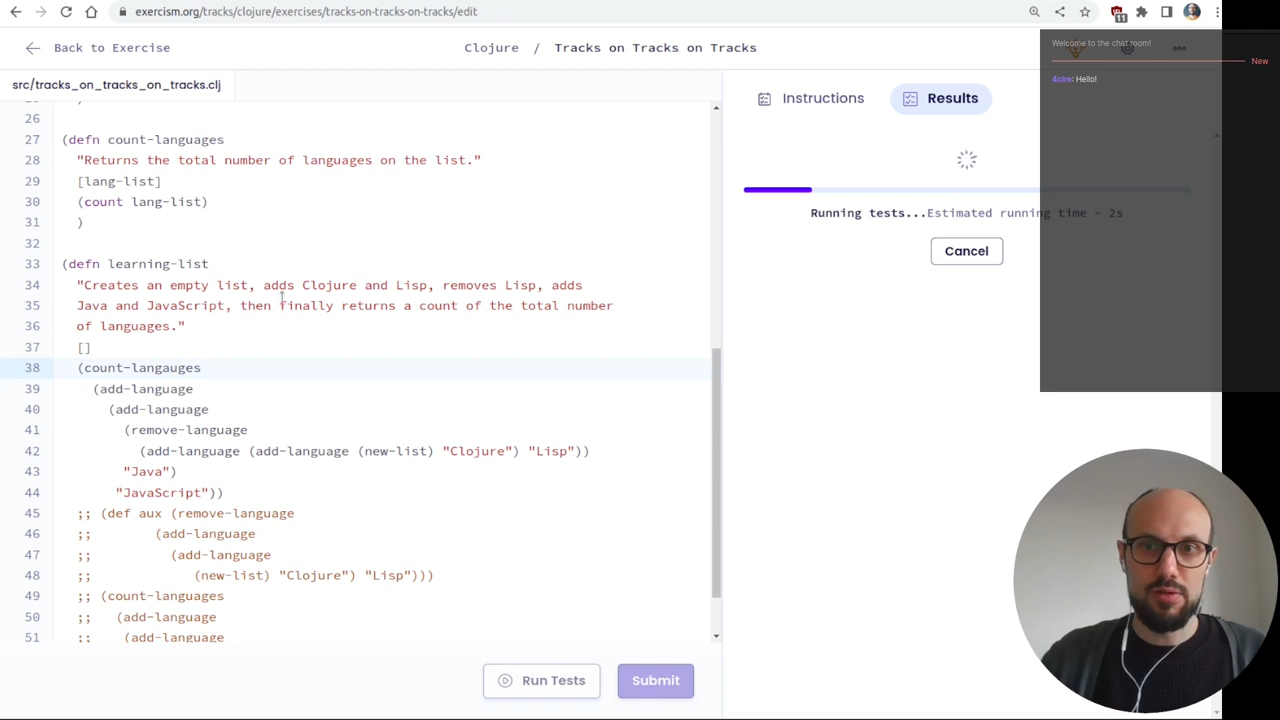 exercism.org/tracks/clojure/exercises/tracks-on-tracks-on-tracks/edit
11
Back to Exercise
Clojure / Tracks on Tracks on Tracks
Welcome to the chat room!
New
4cire: Hello!
src/tracks_on_tracks_on_tracks.clj
Instructions
Results
Running tests...Estimated running time - 2s
Cancel
)
26
27 (defn count-languages
28 "Returns the total number of languages on the list."
29 [lang-list]
30 (count lang-list)
31 )
32
33 (defn learning-list
34 "Creates an empty list, adds Clojure and Lisp, removes Lisp, adds
35 Java and JavaScript, then finally returns a count of the total number
36 of languages."
37 []
38 (count-langauges
39 (add-language
40 (add-language
41 (remove-language
42 (add-language (add-language (new-list) "Clojure") "Lisp"))
43 "Java")
44 "JavaScript"))
45 ;; (def aux (remove-language
46 ;; (add-language
47 ;; (add-language
48 ;; (new-list) "Clojure") "Lisp")))
49 ;; (count-languages
50 ;; (add-language
51 ;; (add-language
Run Tests
Submit